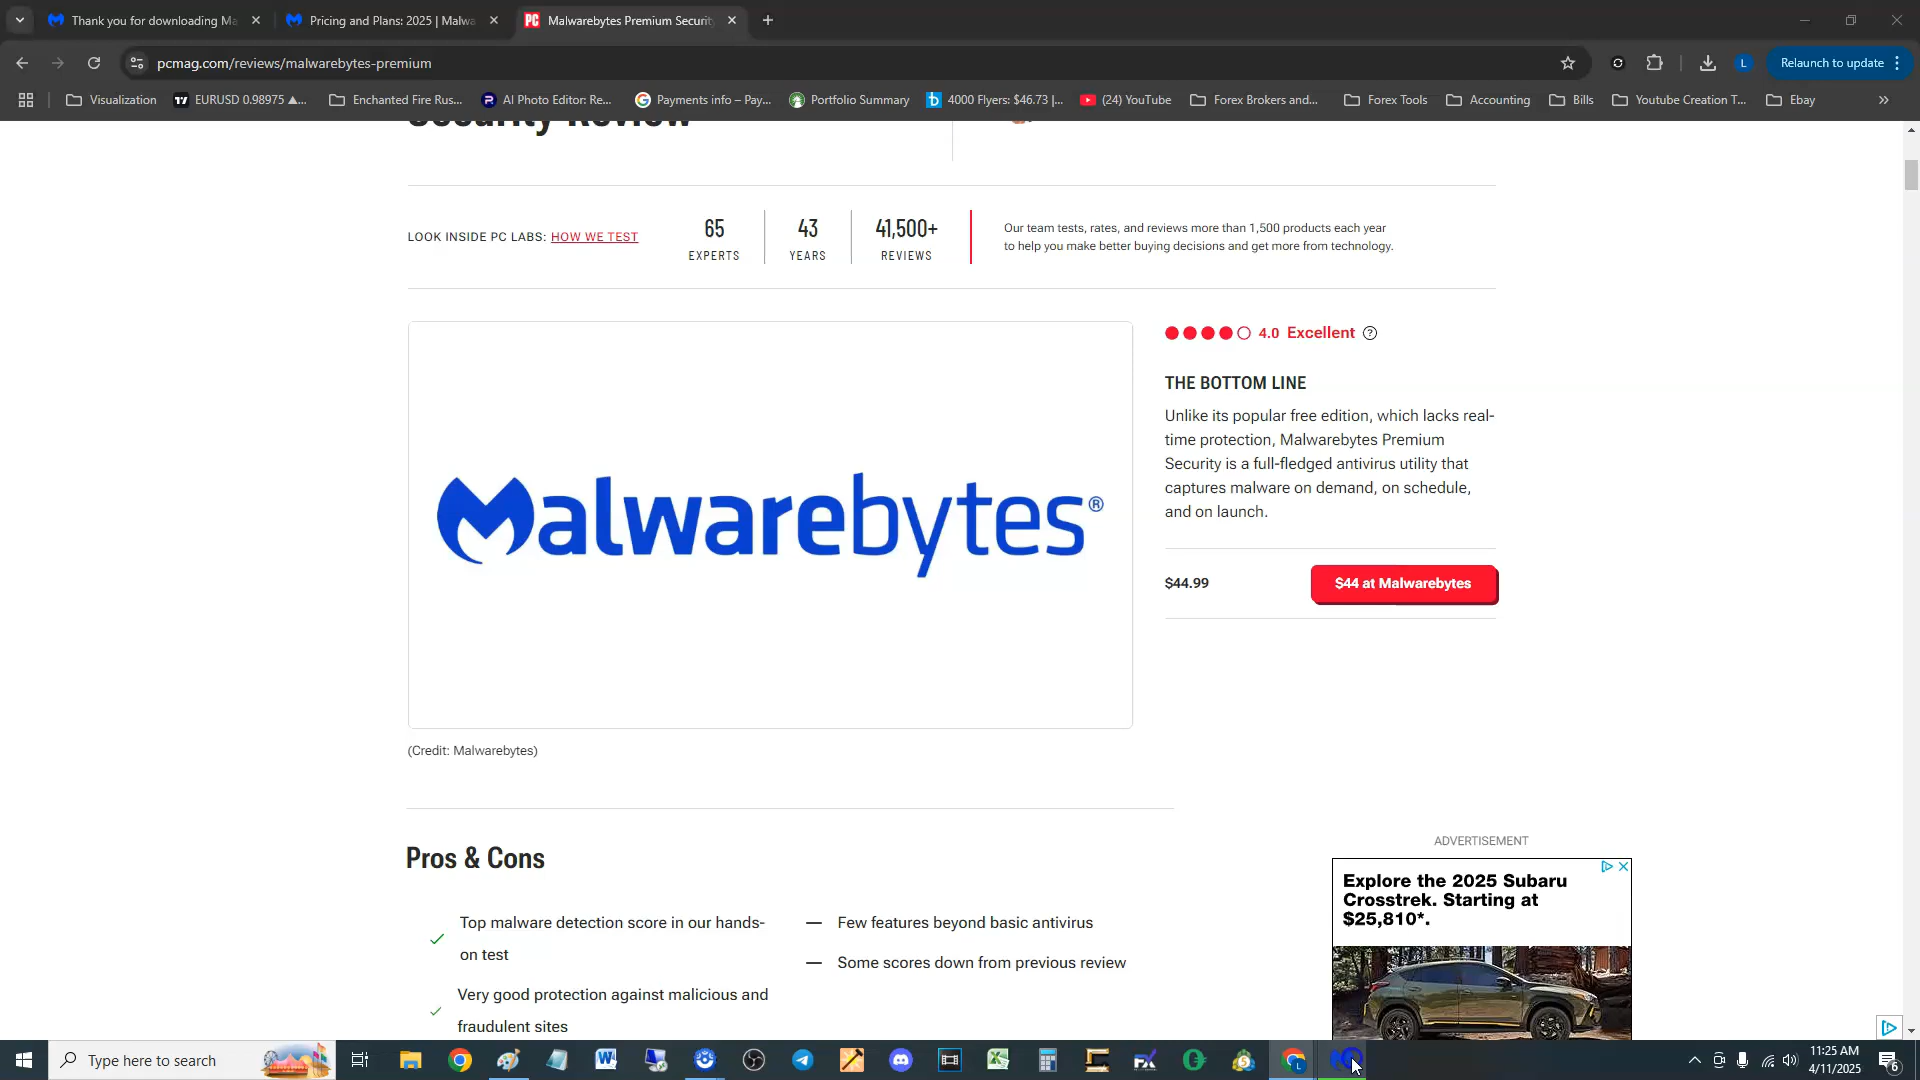 Thank you for downloading Ma
Pricing and Plans: 2025 | Malwa
PC
Malwarebytes Premium Securit
pcmag.com/reviews/malwarebytes-premium
L
Relaunch to update
Visualization
EURUSD 0.98975 ▲...
Enchanted Fire Rus...
AI Photo Editor: Re...
Payments info – Pay...
Portfolio Summary
4000 Flyers: $46.73 |...
(24) YouTube
Forex Brokers and...
Forex Tools
Accounting
Bills
Youtube Creation T...
Ebay
Security Review
LOOK INSIDE PC LABS: HOW WE TEST
65
EXPERTS
43
YEARS
41,500+
REVIEWS
Our team tests, rates, and reviews more than 1,500 products each year
to help you make better buying decisions and get more from technology.
Malwarebytes®
(Credit: Malwarebytes)
4.0 Excellent
THE BOTTOM LINE
Unlike its popular free edition, which lacks real-
time protection, Malwarebytes Premium
Security is a full-fledged antivirus utility that
captures malware on demand, on schedule,
and on launch.
$44.99
$44 at Malwarebytes
Pros & Cons
Top malware detection score in our hands-
on test
Very good protection against malicious and
fraudulent sites
Few features beyond basic antivirus
Some scores down from previous review
ADVERTISEMENT
Explore the 2025 Subaru
Crosstrek. Starting at
$25,810*.
Type here to search
11:25 AM
4/11/2025
6